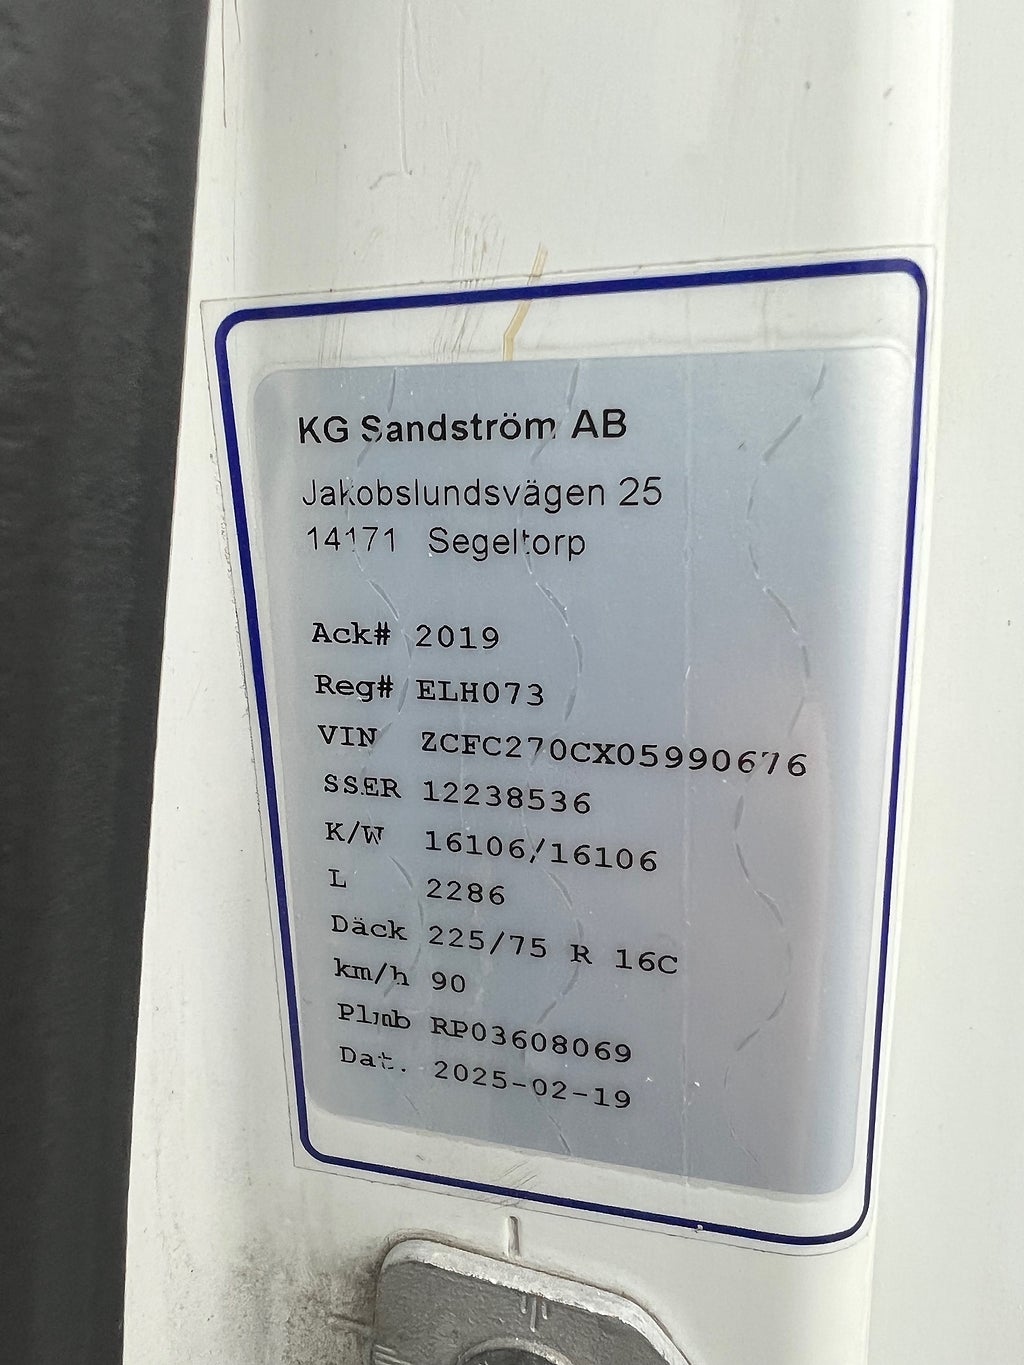 KG Sandström AB
Jakobslundsvägen 25
14171 Segeltorp
Ack# 2019
Reg# ELH073
VIN ZCFC270CX05990676
SSER 12238536
K/W 16106/16106
L 2286
Däck 225/75 R 16C
km/h 90
Plmb RP03608069
Dat. 2025-02-19